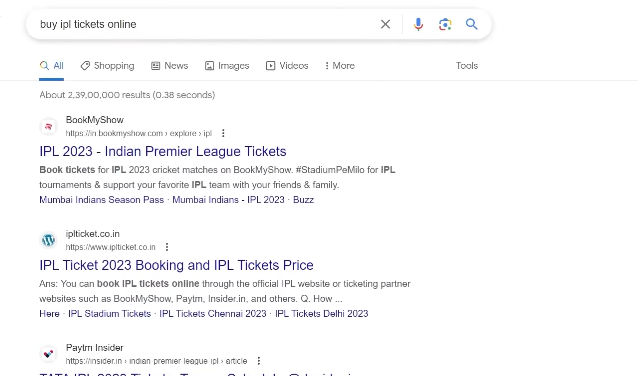 buy ipl tickets online
All Shopping News Images Videos More Tools
About 2,39,00,000 results (0.38 seconds)
BookMyShow
https://in.bookmyshow.com › explore › ipl
IPL 2023 - Indian Premier League Tickets
Book tickets for IPL 2023 cricket matches on BookMyShow. #StadiumPeMilo for IPL
tournaments & support your favorite IPL team with your friends & family.
Mumbai Indians Season Pass · Mumbai Indians - IPL 2023 · Buzz
iplticket.co.in
https://www.iplticket.co.in
IPL Ticket 2023 Booking and IPL Tickets Price
Ans: You can book IPL tickets online through the official IPL website or ticketing partner
websites such as BookMyShow, Paytm, Insider.in, and others. Q. How ...
Here · IPL Stadium Tickets · IPL Tickets Chennai 2023 · IPL Tickets Delhi 2023
Paytm Insider
https://insider.in › indian-premier-league-ipl › article